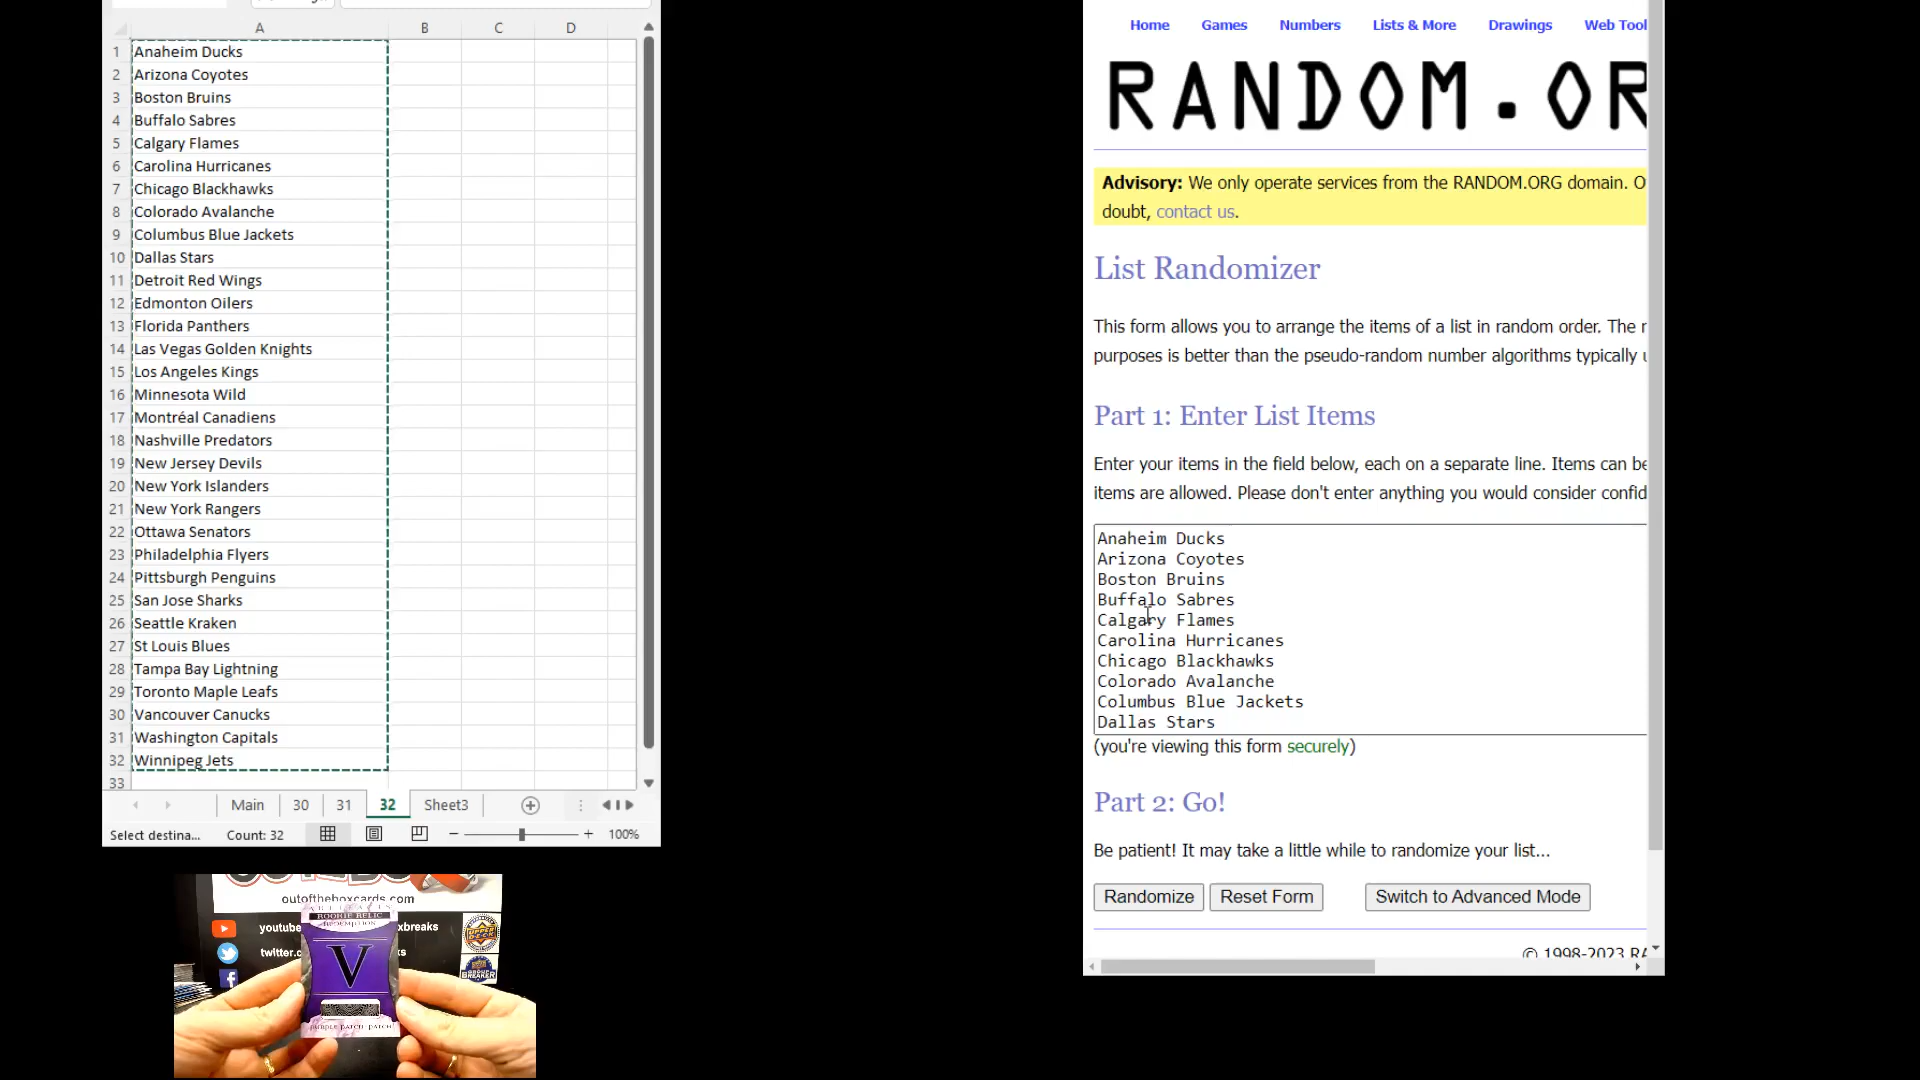 A B C D
1 Anaheim Ducks
2 Arizona Coyotes
3 Boston Bruins
4 Buffalo Sabres
5 Calgary Flames
6 Carolina Hurricanes
7 Chicago Blackhawks
8 Colorado Avalanche
9 Columbus Blue Jackets
10 Dallas Stars
11 Detroit Red Wings
12 Edmonton Oilers
13 Florida Panthers
14 Las Vegas Golden Knights
15 Los Angeles Kings
16 Minnesota Wild
17 Montréal Canadiens
18 Nashville Predators
19 New Jersey Devils
20 New York Islanders
21 New York Rangers
22 Ottawa Senators
23 Philadelphia Flyers
24 Pittsburgh Penguins
25 San Jose Sharks
26 Seattle Kraken
27 St Louis Blues
28 Tampa Bay Lightning
29 Toronto Maple Leafs
30 Vancouver Canucks
31 Washington Capitals
32 Winnipeg Jets
33
Main 30 31 32 Sheet3
Select destina... Count: 32 100%
outoftheboxcards.com
youtube xbreaks
twitter.c ks
ROOKIE RELIC
REDEMPTION
V
UPPER DECK
GROUP BREAKER
Home Games Numbers Lists & More Drawings Web Tool
RANDOM.OR
Advisory: We only operate services from the RANDOM.ORG domain. O
doubt, contact us.
List Randomizer
This form allows you to arrange the items of a list in random order. The r
purposes is better than the pseudo-random number algorithms typically u
Part 1: Enter List Items
Enter your items in the field below, each on a separate line. Items can be
items are allowed. Please don't enter anything you would consider confid
Anaheim Ducks
Arizona Coyotes
Boston Bruins
Buffalo Sabres
Calgary Flames
Carolina Hurricanes
Chicago Blackhawks
Colorado Avalanche
Columbus Blue Jackets
Dallas Stars
(you're viewing this form securely)
Part 2: Go!
Be patient! It may take a little while to randomize your list...
Randomize Reset Form Switch to Advanced Mode
© 1998-2023 RA